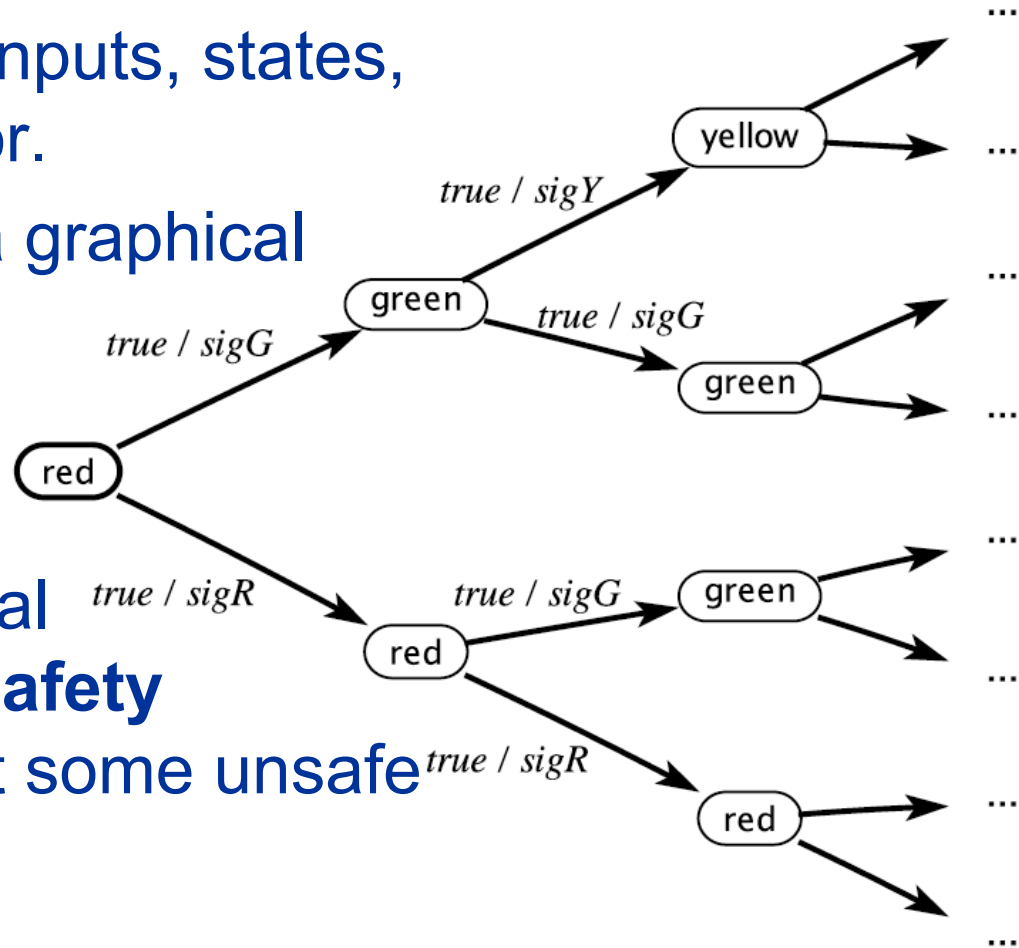 nputs, states,
or.
a graphical
al
afety
t some unsafe
...
yellow
...
true / sigY
...
green
true / sigG
true / sigG
green
...
red
...
true / sigR
true / sigG
green
red
...
true / sigR
...
red
...